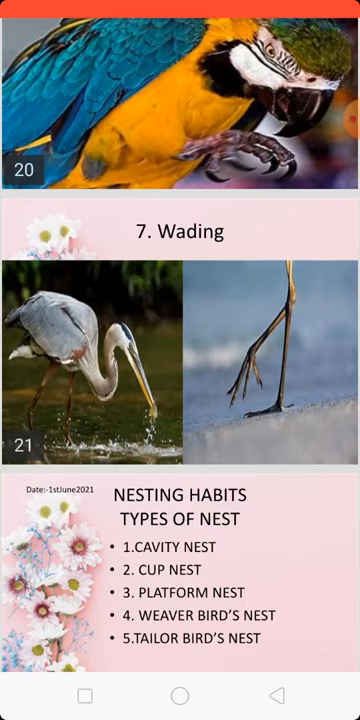 20
7. Wading
21
Date:-1stJune2021
NESTING HABITS
TYPES OF NEST
• 1.CAVITY NEST
• 2. CUP NEST
• 3. PLATFORM NEST
• 4. WEAVER BIRD'S NEST
• 5.TAILOR BIRD'S NEST